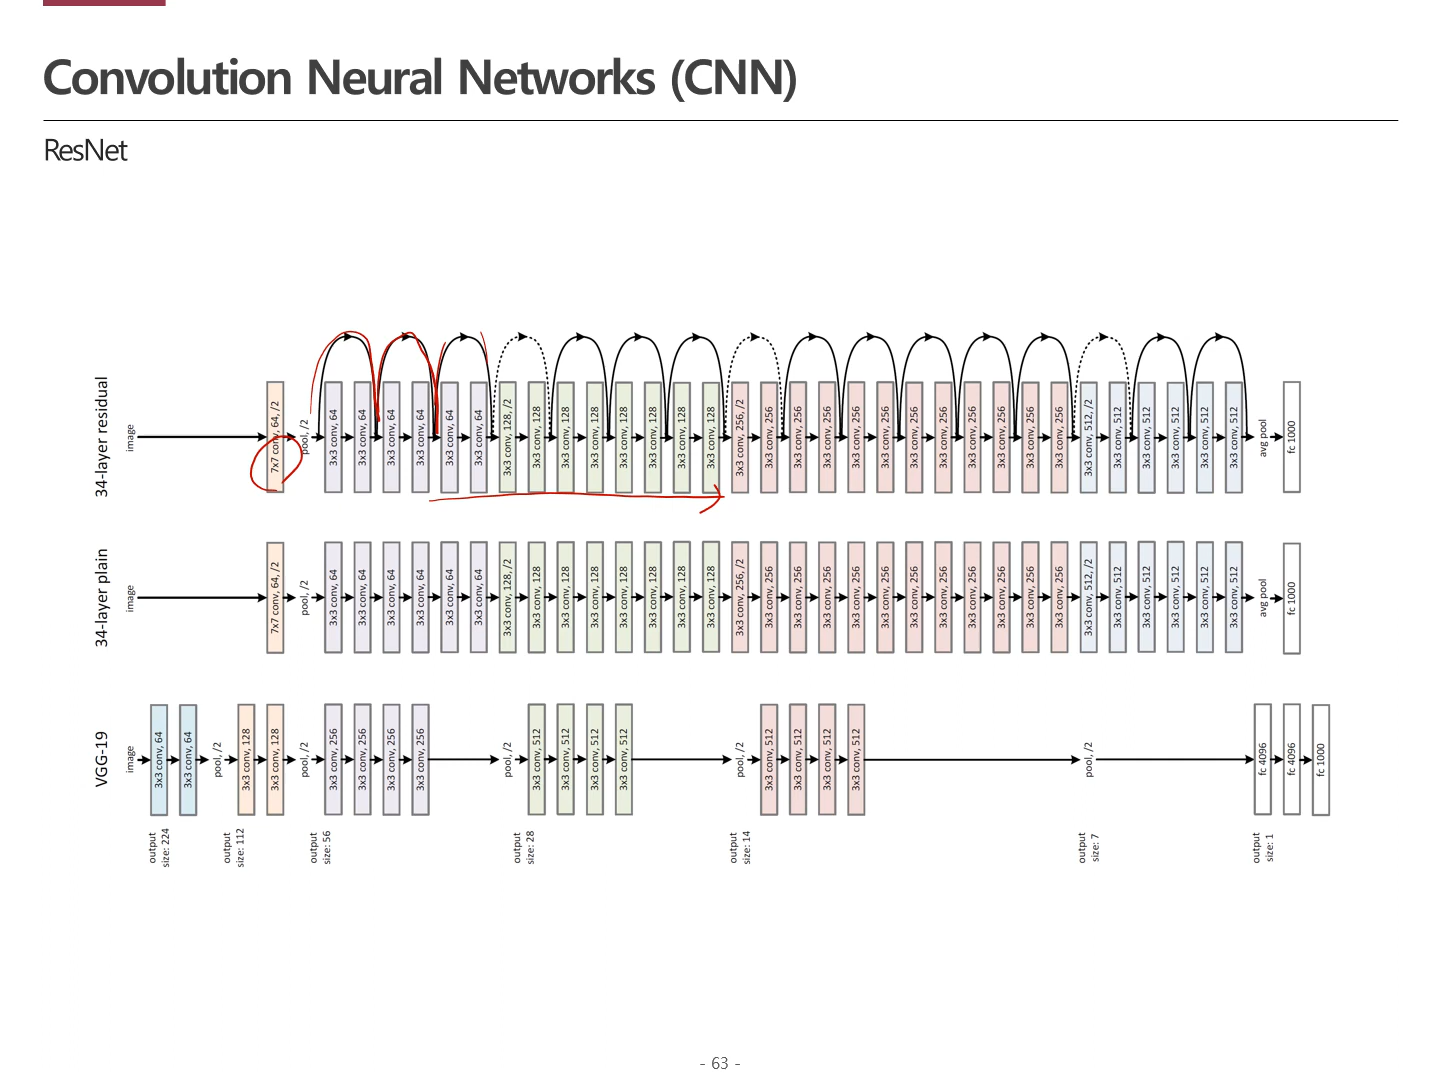 Convolution Neural Networks (CNN)
ResNet
34-layer residual
image
7x7 conv, 64, /2
pool, /2
3x3 conv, 64
3x3 conv, 64
3x3 conv, 64
3x3 conv, 64
3x3 conv, 64
3x3 conv, 64
3x3 conv, 128, /2
3x3 conv, 128
3x3 conv, 128
3x3 conv, 128
3x3 conv, 128
3x3 conv, 128
3x3 conv, 128
3x3 conv, 128
3x3 conv, 256, /2
3x3 conv, 256
3x3 conv, 256
3x3 conv, 256
3x3 conv, 256
3x3 conv, 256
3x3 conv, 256
3x3 conv, 256
3x3 conv, 256
3x3 conv, 256
3x3 conv, 256
3x3 conv, 256
3x3 conv, 512, /2
3x3 conv, 512
3x3 conv, 512
3x3 conv, 512
3x3 conv, 512
3x3 conv, 512
avg pool
fc 1000
34-layer plain
image
7x7 conv, 64, /2
pool, /2
3x3 conv, 64
3x3 conv, 64
3x3 conv, 64
3x3 conv, 64
3x3 conv, 64
3x3 conv, 64
3x3 conv, 128, /2
3x3 conv, 128
3x3 conv, 128
3x3 conv, 128
3x3 conv, 128
3x3 conv, 128
3x3 conv, 128
3x3 conv, 128
3x3 conv, 256, /2
3x3 conv, 256
3x3 conv, 256
3x3 conv, 256
3x3 conv, 256
3x3 conv, 256
3x3 conv, 256
3x3 conv, 256
3x3 conv, 256
3x3 conv, 256
3x3 conv, 256
3x3 conv, 256
3x3 conv, 512, /2
3x3 conv, 512
3x3 conv, 512
3x3 conv, 512
3x3 conv, 512
3x3 conv, 512
avg pool
fc 1000
VGG-19
image
3x3 conv, 64
3x3 conv, 64
pool, /2
3x3 conv, 128
3x3 conv, 128
pool, /2
3x3 conv, 256
3x3 conv, 256
3x3 conv, 256
3x3 conv, 256
pool, /2
3x3 conv, 512
3x3 conv, 512
3x3 conv, 512
3x3 conv, 512
pool, /2
3x3 conv, 512
3x3 conv, 512
3x3 conv, 512
3x3 conv, 512
pool, /2
fc 4096
fc 4096
fc 1000
output
size: 224
output
size: 112
output
size: 56
output
size: 28
output
size: 14
output
size: 7
output
size: 1
- 63 -